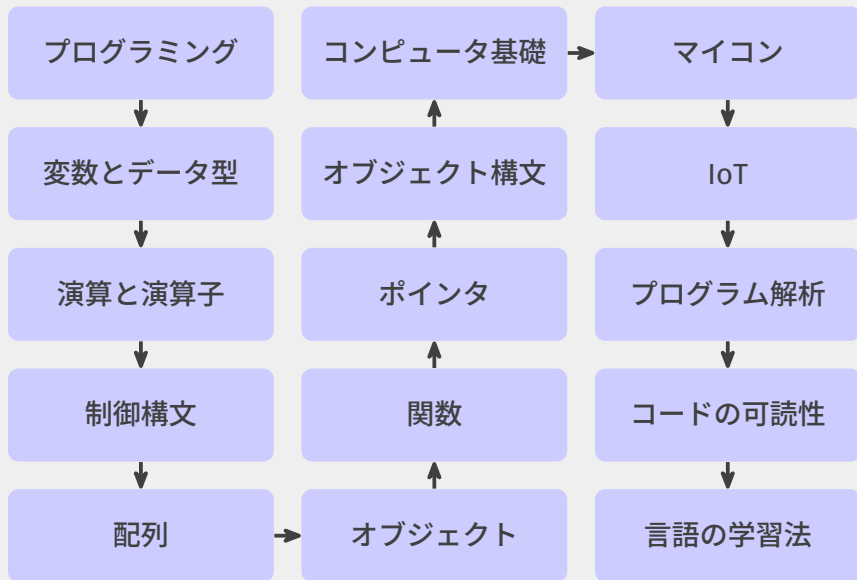 プログラミング
変数とデータ型
演算と演算子
制御構文
配列
オブジェクト
関数
ポインタ
オブジェクト構文
コンピュータ基礎
マイコン
IoT
プログラム解析
コードの可読性
言語の学習法